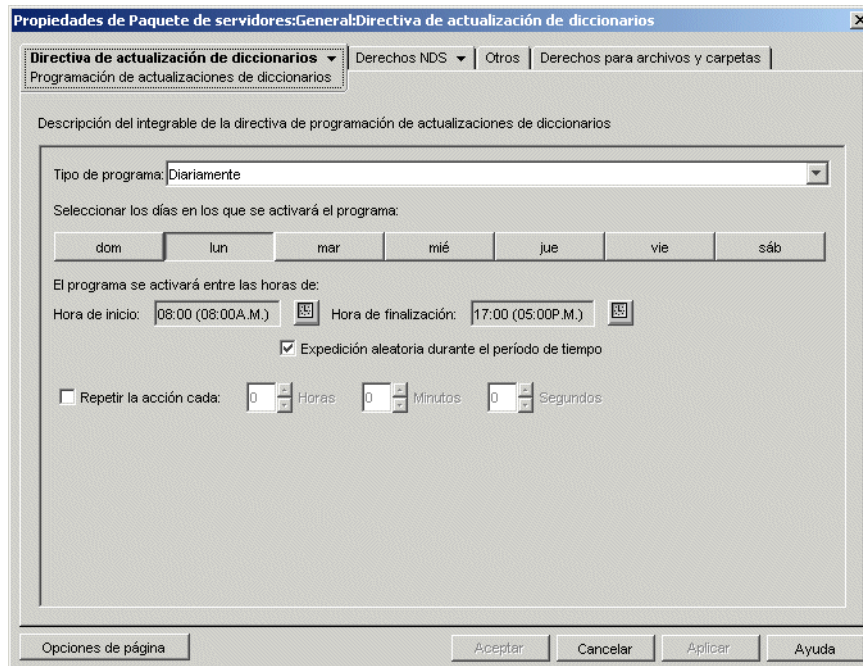 Propiedades de Paquete de servidores:General:Directiva de actualización de diccionarios
Directiva de actualización de diccionarios Derechos NDS Otros Derechos para archivos y carpetas
Programación de actualizaciones de diccionarios
Descripción del integrable de la directiva de programación de actualizaciones de diccionarios
Tipo de programa: Diariamente
Seleccionar los días en los que se activará el programa:
dom lun mar mié jue vie sáb
El programa se activará entre las horas de:
Hora de inicio: 08:00 (08:00A.M.) Hora de finalización: 17:00 (05:00P.M.)
Expedición aleatoria durante el período de tiempo
Repetir la acción cada: 0 Horas 0 Minutos 0 Segundos
Opciones de página Aceptar Cancelar Aplicar Ayuda